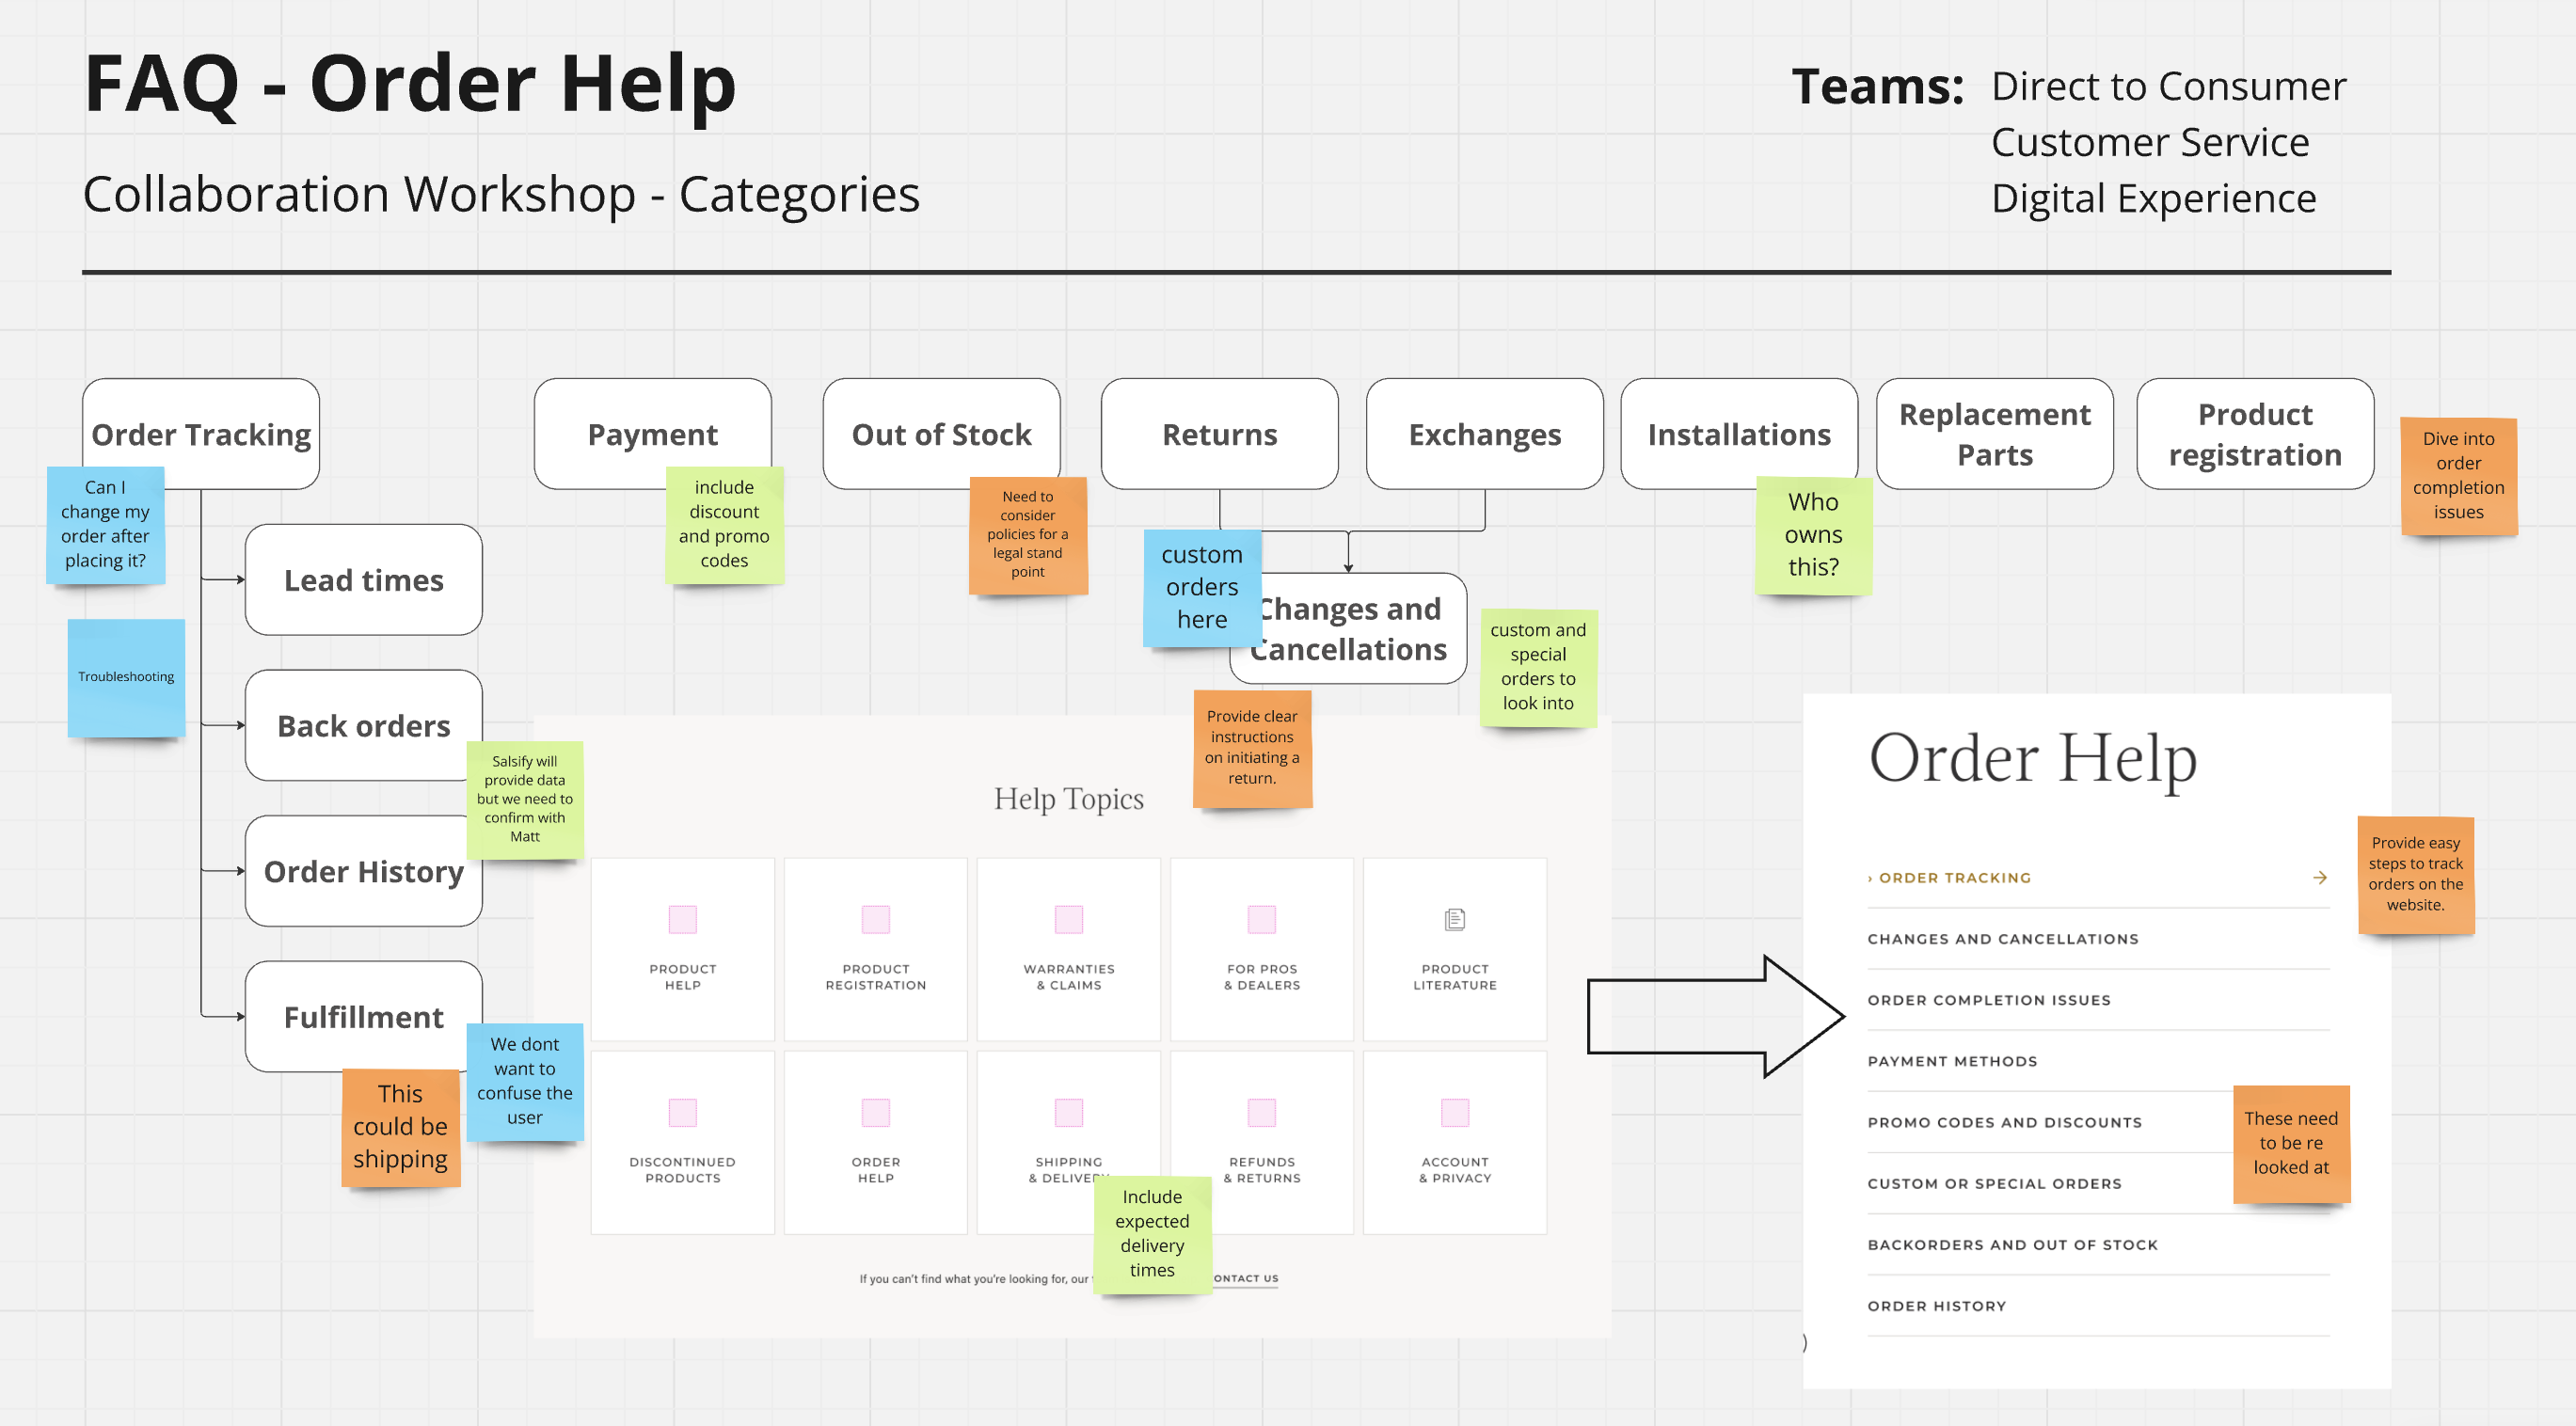 FAQ - Order Help
Collaboration Workshop - Categories
Teams:
Direct to Consumer
Customer Service
Digital Experience
Order Tracking
Can I
change my
order after
placing it?
Troubleshooting
Lead times
Back orders
Salsify will
provide data
but we need to
confirm with
Matt
Order History
Fulfillment
This
could be
shipping
We dont
want to
confuse the
user
Payment
include
discount
and promo
codes
Out of Stock
Need to
consider
policies for a
legal stand
point
Returns
Exchanges
custom
orders
here
Changes and
Cancellations
custom and
special
orders to
look into
Provide clear
instructions
on initiating a
return.
Installations
Who
owns
this?
Replacement
Parts
Product
registration
Dive into
order
completion
issues
Help Topics
PRODUCT
HELP
PRODUCT
REGISTRATION
WARRANTIES
& CLAIMS
FOR PROS
& DEALERS
PRODUCT
LITERATURE
DISCONTINUED
PRODUCTS
ORDER
HELP
SHIPPING
& DELIVERY
REFUNDS
& RETURNS
ACCOUNT
& PRIVACY
Include
expected
delivery
times
If you can't find what you're looking for, our
ONTACT US
Order Help
› ORDER TRACKING →
CHANGES AND CANCELLATIONS
ORDER COMPLETION ISSUES
PAYMENT METHODS
PROMO CODES AND DISCOUNTS
CUSTOM OR SPECIAL ORDERS
BACKORDERS AND OUT OF STOCK
ORDER HISTORY
Provide easy
steps to track
orders on the
website.
These need
to be re
looked at